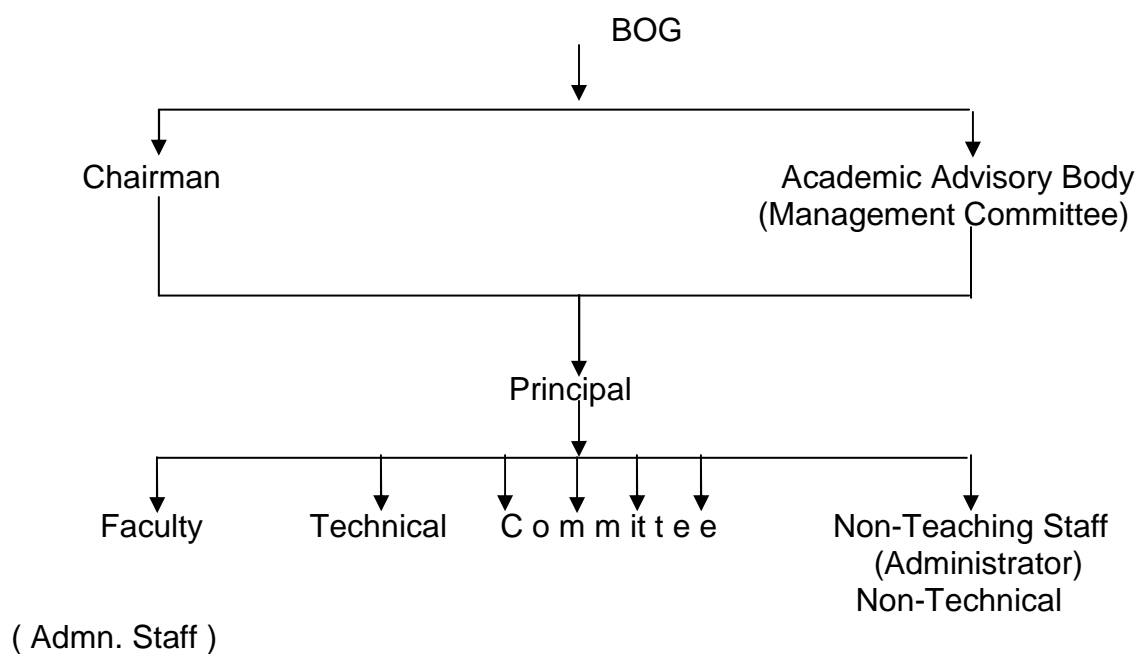 BOG
Chairman
Academic Advisory Body
(Management Committee)
Principal
Faculty Technical C o m m it t e e Non-Teaching Staff
(Administrator)
Non-Technical
( Admn. Staff )